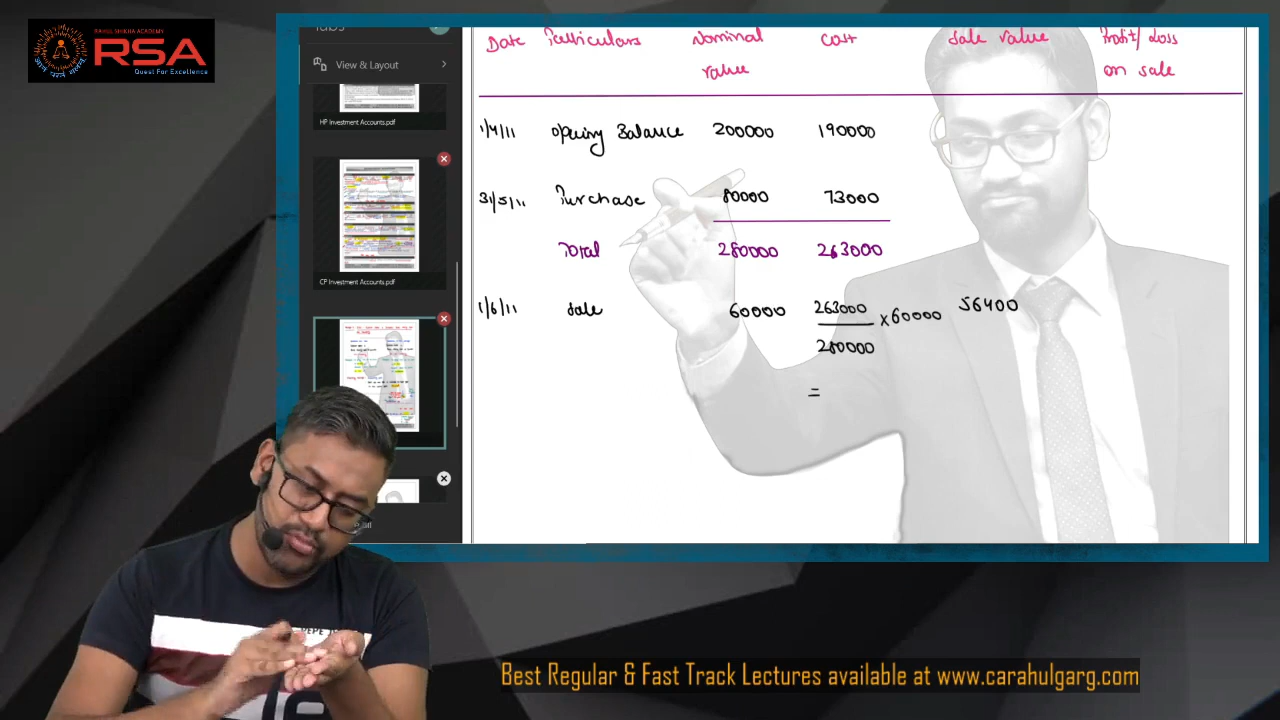 RAHUL SIKKHA ACADEMY
RSA
Quest For Excellence
Tabs
View & Layout
HP Investment Accounts.pdf
CP Investment Accounts.pdf
Date Particulars Nominal value Cost Sale value Profit/Loss on sale
1/4/11 Opening Balance 200000 190000
31/5/11 Purchase 80000 73000
Total 280000 263000
1/6/11 Sale 60000 263000 x 60000 56400
280000
=
Best Regular & Fast Track Lectures available at www.carahulgarg.com